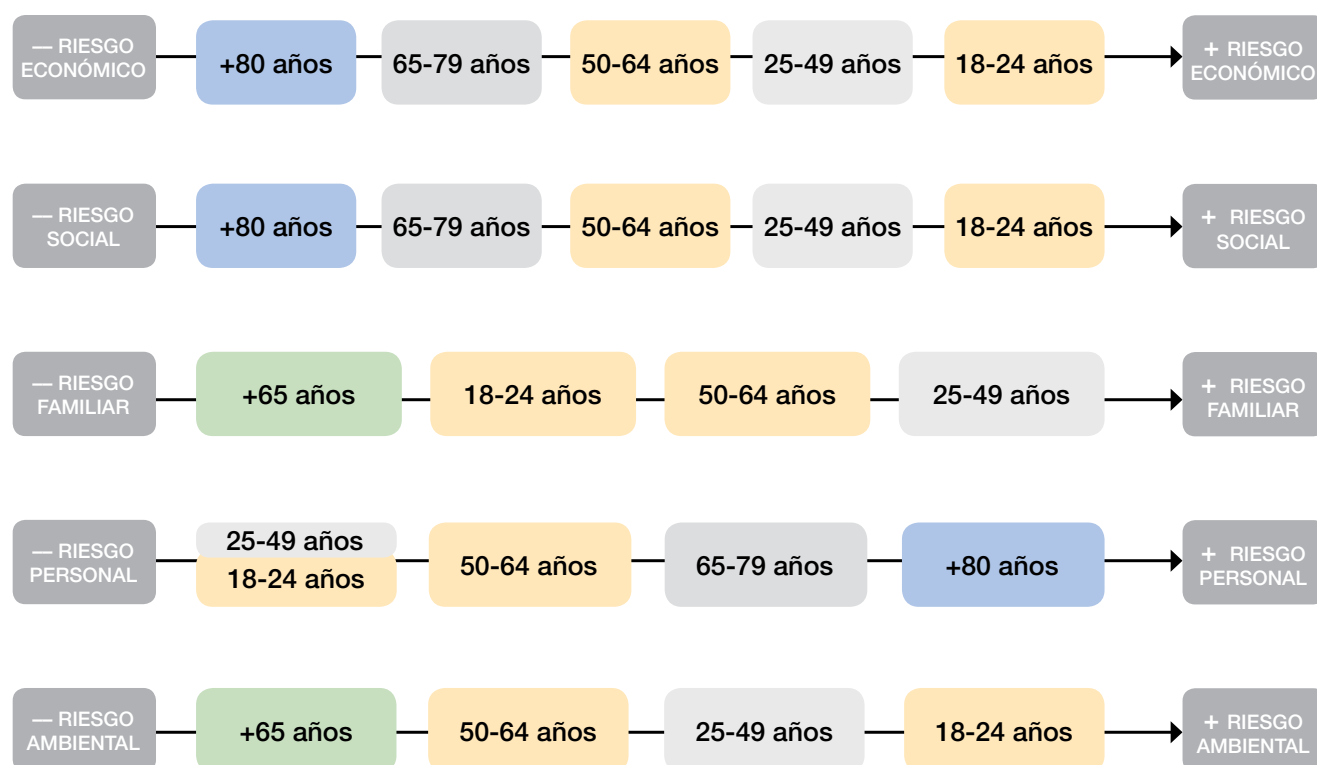 — RIESGO
ECONÓMICO
+80 años
65-79 años
50-64 años
25-49 años
18-24 años
+ RIESGO
ECONÓMICO
— RIESGO
SOCIAL
+80 años
65-79 años
50-64 años
25-49 años
18-24 años
+ RIESGO
SOCIAL
— RIESGO
FAMILIAR
+65 años
18-24 años
50-64 años
25-49 años
+ RIESGO
FAMILIAR
— RIESGO
PERSONAL
25-49 años
18-24 años
50-64 años
65-79 años
+80 años
+ RIESGO
PERSONAL
— RIESGO
AMBIENTAL
+65 años
50-64 años
25-49 años
18-24 años
+ RIESGO
AMBIENTAL